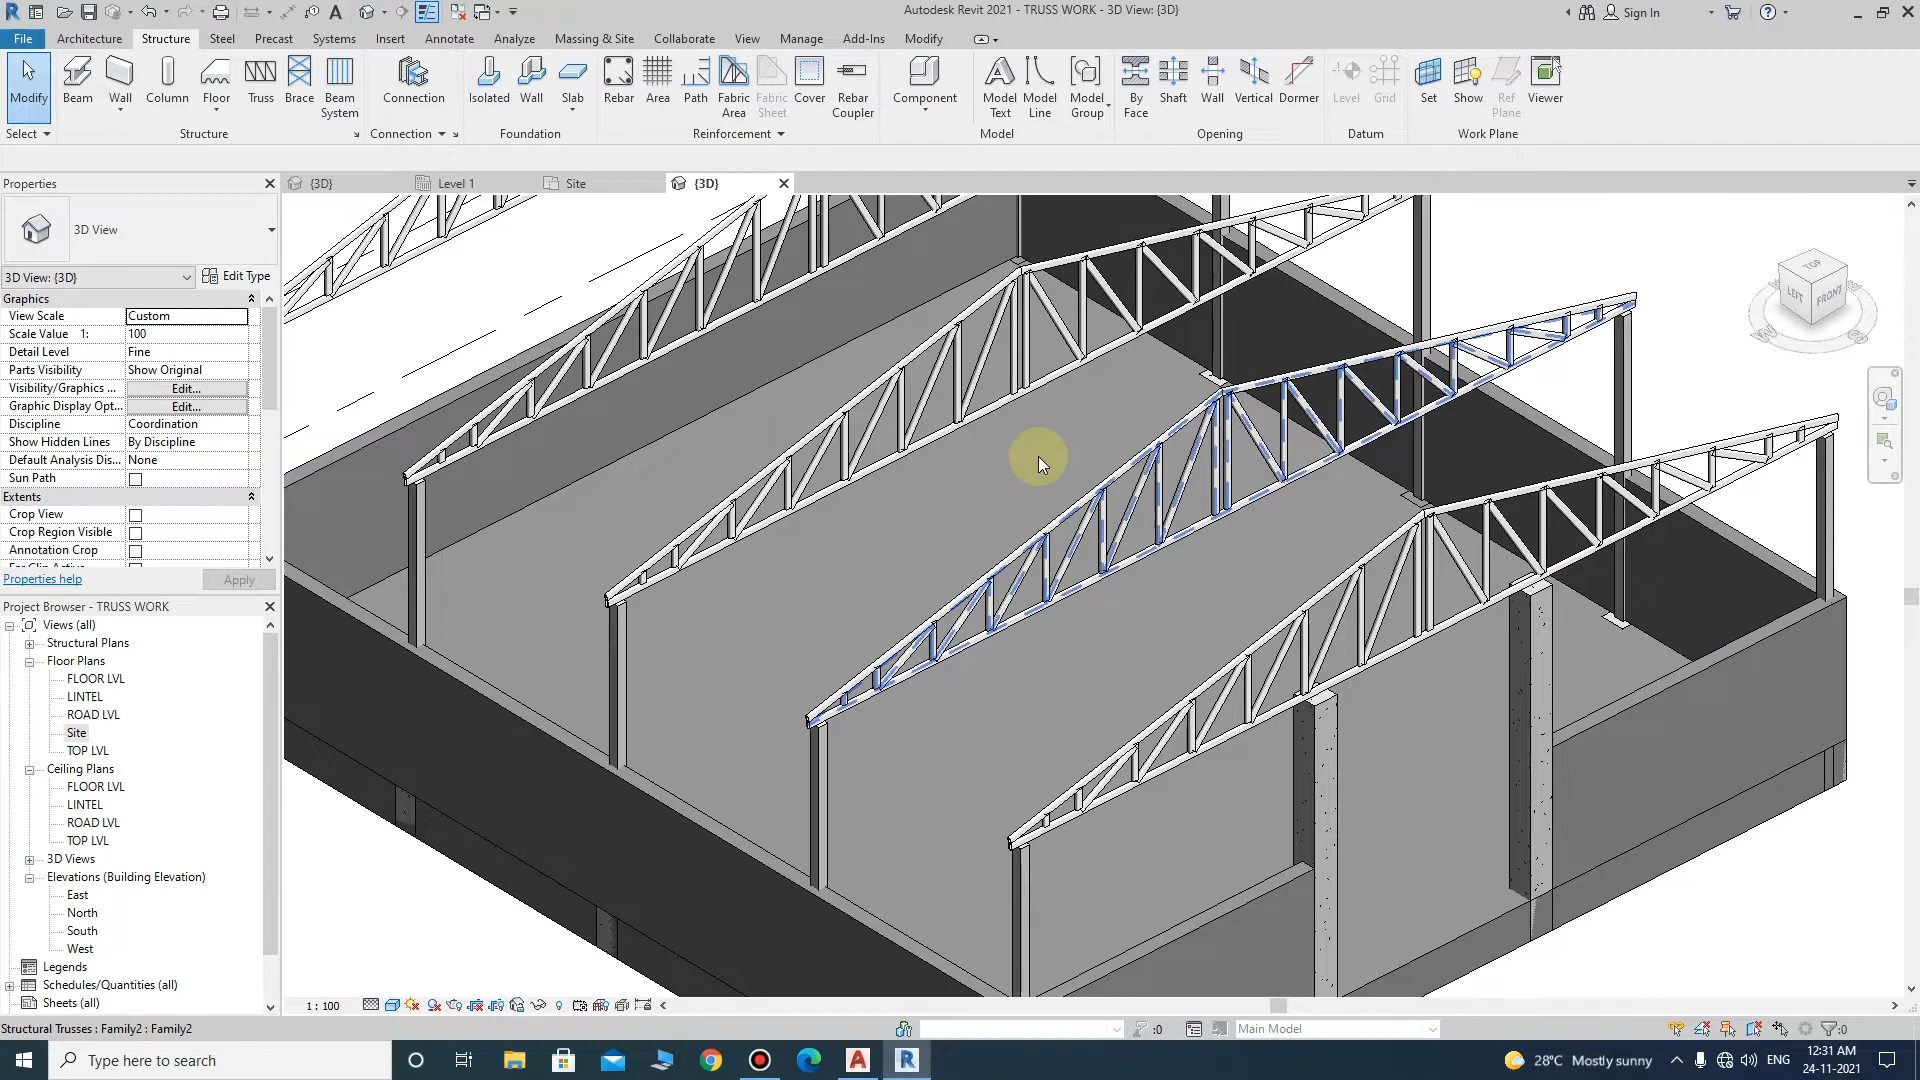 Autodesk Revit 2021 - TRUSS WORK - 3D View: {3D}
Sign In
File Architecture Structure Steel Precast Systems Insert Annotate Analyze Massing & Site Collaborate View Manage Add-Ins Modify
Modify Beam Wall Column Floor Truss Brace Beam System Connection Isolated Wall Slab Rebar Area Path Fabric Area Fabric Sheet Cover Rebar Coupler Component Model Text Model Line Model Group By Face Shaft Wall Vertical Dormer Level Grid Set Show Ref Plane Viewer
Select Structure Connection Foundation Reinforcement Model Opening Datum Work Plane
Properties
{3D} Level 1 Site {3D}
3D View
3D View: {3D} Edit Type
Graphics
View Scale Custom
Scale Value 1: 100
Detail Level Fine
Parts Visibility Show Original
Visibility/Graphics ... Edit...
Graphic Display Opt... Edit...
Discipline Coordination
Show Hidden Lines By Discipline
Default Analysis Dis... None
Sun Path
Extents
Crop View
Crop Region Visible
Annotation Crop
Properties help Apply
Project Browser - TRUSS WORK
Views (all)
Structural Plans
Floor Plans
FLOOR LVL
LINTEL
ROAD LVL
Site
TOP LVL
Ceiling Plans
FLOOR LVL
LINTEL
ROAD LVL
TOP LVL
3D Views
Elevations (Building Elevation)
East
North
South
West
Legends
Schedules/Quantities (all)
Sheets (all)
TOP
LEFT FRONT
W S
1 : 100
Structural Trusses : Family2 : Family2
:0
Main Model
:0
Type here to search
28°C Mostly sunny
ENG
12:31 AM
24-11-2021